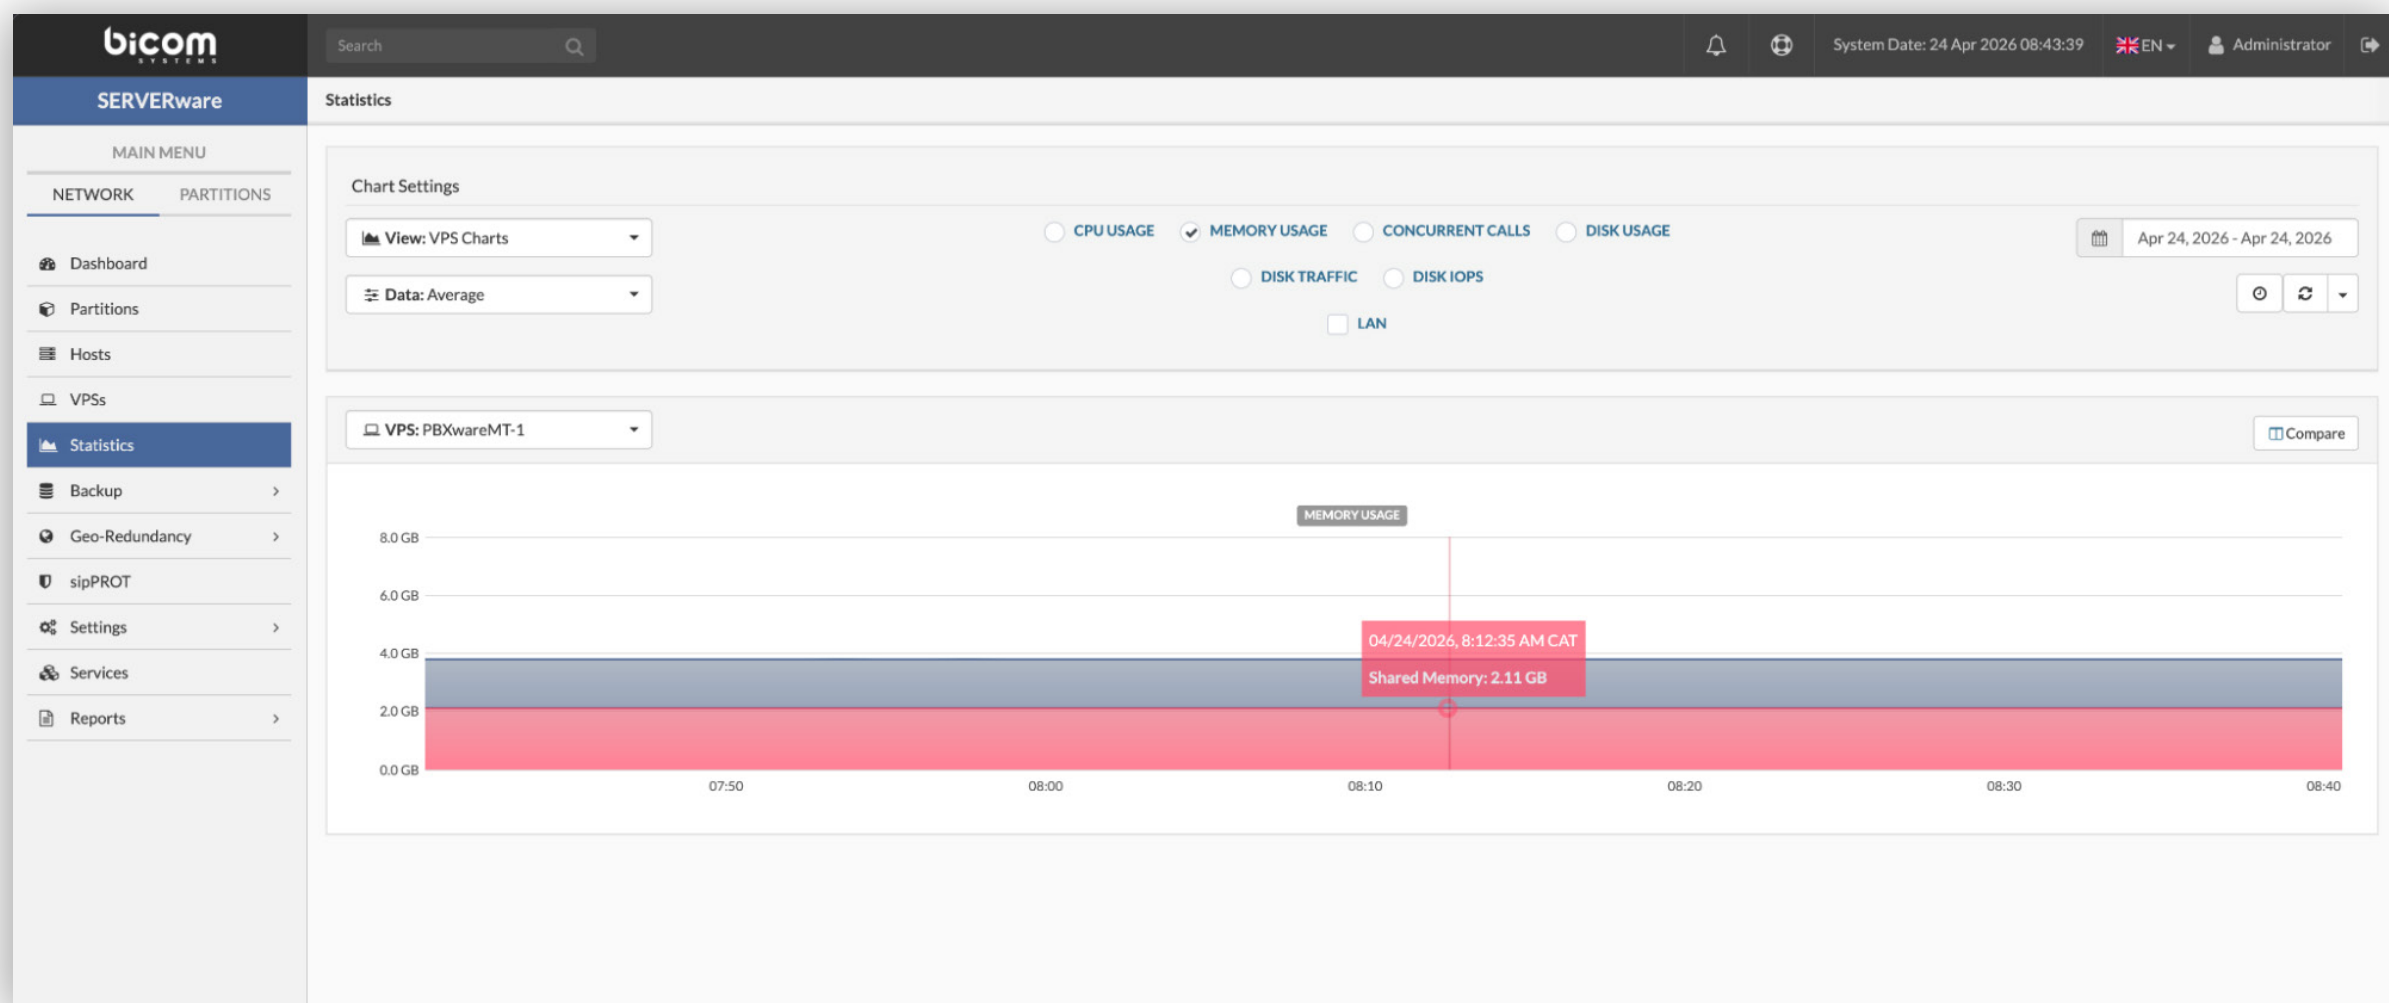 bicom
SYSTEMS
Search
System Date: 24 Apr 2026 08:43:39
EN
Administrator
SERVERware
Statistics
MAIN MENU
NETWORK PARTITIONS
Dashboard
Partitions
Hosts
VPSs
Statistics
Backup
Geo-Redundancy
sipPROT
Settings
Services
Reports
Chart Settings
View: VPS Charts
Data: Average
CPU USAGE MEMORY USAGE CONCURRENT CALLS DISK USAGE
DISK TRAFFIC DISK IOPS
LAN
Apr 24, 2026 - Apr 24, 2026
VPS: PBXwareMT-1
Compare
MEMORY USAGE
8.0 GB
6.0 GB
4.0 GB
2.0 GB
0.0 GB
04/24/2026, 8:12:35 AM CAT
Shared Memory: 2.11 GB
07:50 08:00 08:10 08:20 08:30 08:40